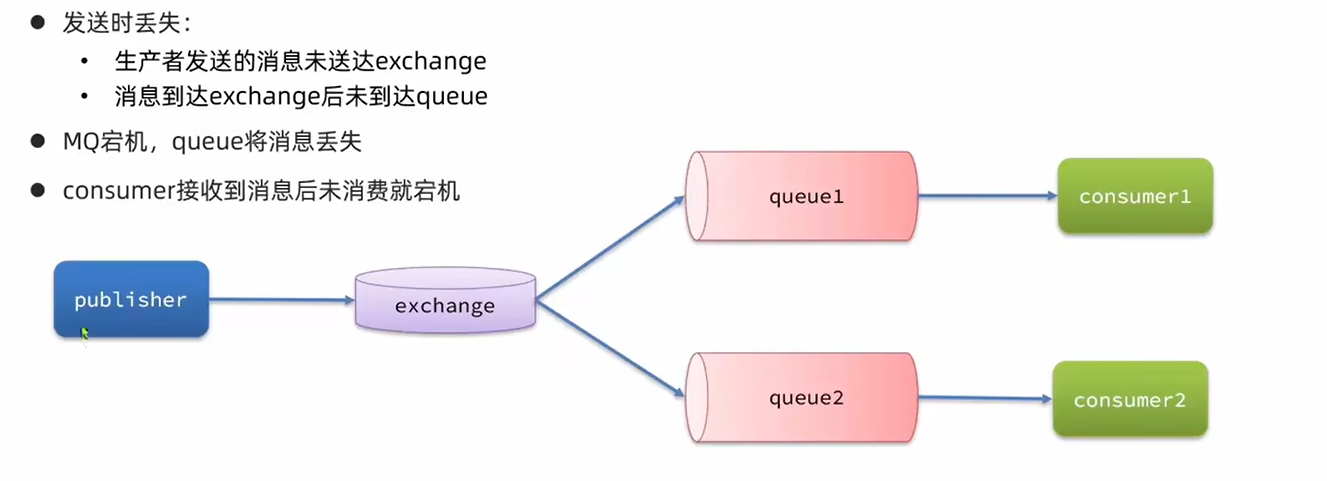 ● 发送时丢失：
• 生产者发送的消息未送达exchange
• 消息到达exchange后未到达queue
● MQ宕机，queue将消息丢失
● consumer接收到消息后未消费就宕机
publisher
exchange
queue1
consumer1
queue2
consumer2